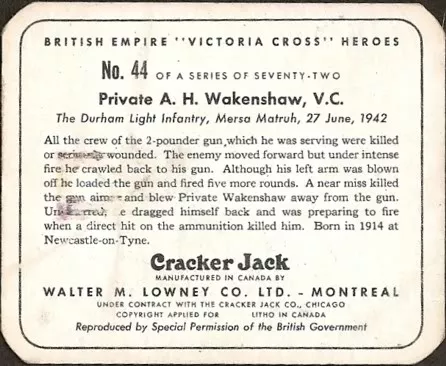 BRITISH EMPIRE "VICTORIA CROSS" HEROES
No. 44 OF A SERIES OF SEVENTY-TWO
Private A. H. Wakenshaw, V.C.
The Durham Light Infantry, Mersa Matruh, 27 June, 1942
All the crew of the 2-pounder gun which he was serving were killed
or seriously wounded. The enemy moved forward but under intense
fire he crawled back to his gun. Although his left arm was blown
off he loaded the gun and fired five more rounds. A near miss killed
the gun aimer and blew Private Wakenshaw away from the gun.
he dragged himself back and was preparing to fire
when a direct hit on the ammunition killed him. Born in 1914 at
Newcastle-on-Tyne.
Cracker Jack
MANUFACTURED IN CANADA BY
WALTER M. LOWNEY CO. LTD. - MONTREAL
UNDER CONTRACT WITH THE CRACKER JACK CO., CHICAGO
COPYRIGHT APPLIED FOR LITHO IN CANADA
Reproduced by Special Permission of the British Government